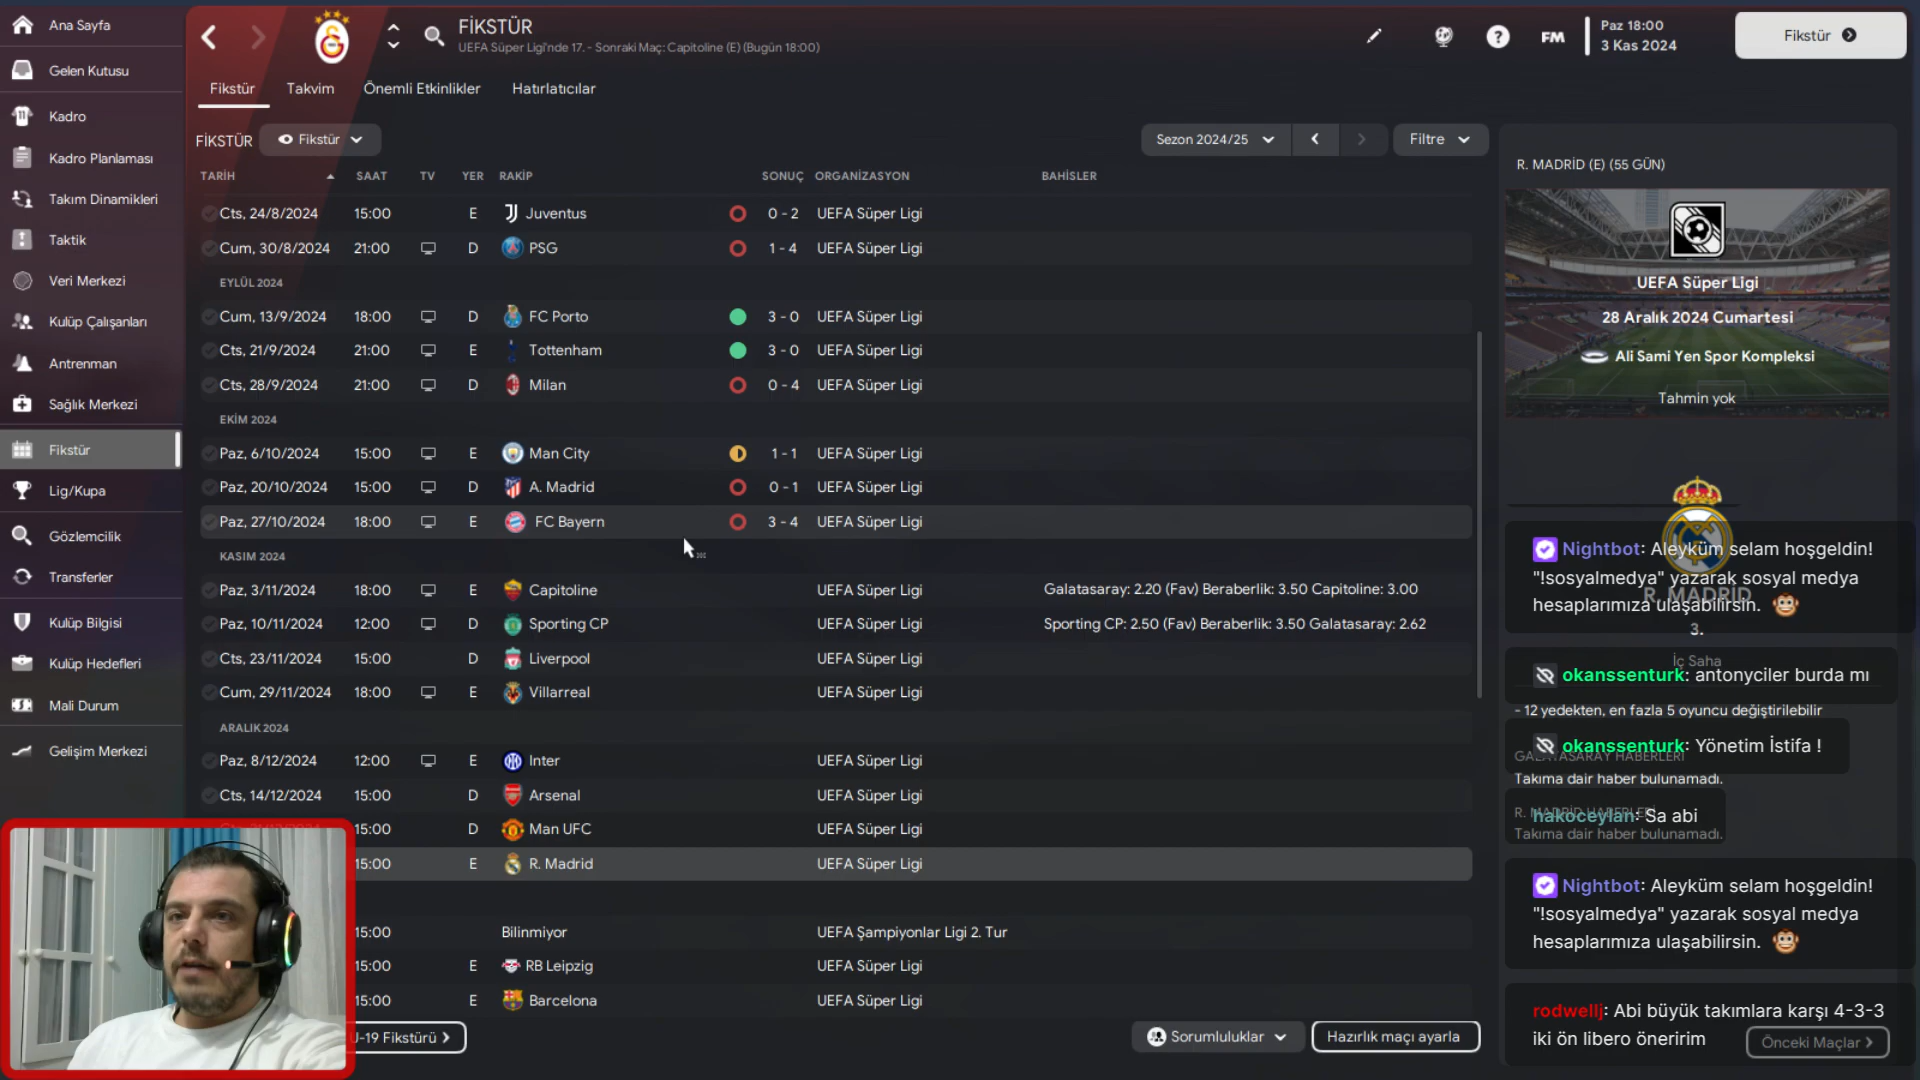 Ana Sayfa
Gelen Kutusu
Kadro
Kadro Planlaması
Takım Dinamikleri
Taktik
Veri Merkezi
Kulüp Çalışanları
Antrenman
Sağlık Merkezi
Fikstür
Lig/Kupa
Gözlemcilik
Transferler
Kulüp Bilgisi
Kulüp Hedefleri
Mali Durum
Gelişim Merkezi
FİKSTÜR
UEFA Süper Ligi'nde 17. - Sonraki Maç: Capitoline (E) (Bugün 18:00)
FM
Paz 18:00
3 Kas 2024
Fikstür
Fikstür Takvim Önemli Etkinlikler Hatırlatıcılar
FİKSTÜR Fikstür Sezon 2024/25 Filtre
TARİH SAAT TV YER RAKİP SONUÇ ORGANİZASYON BAHİSLER
Cts, 24/8/2024 15:00 E Juventus 0 - 2 UEFA Süper Ligi
Cum, 30/8/2024 21:00 D PSG 1 - 4 UEFA Süper Ligi
EYLÜL 2024
Cum, 13/9/2024 18:00 D FC Porto 3 - 0 UEFA Süper Ligi
Cts, 21/9/2024 21:00 E Tottenham 3 - 0 UEFA Süper Ligi
Cts, 28/9/2024 21:00 D Milan 0 - 4 UEFA Süper Ligi
EKİM 2024
Paz, 6/10/2024 15:00 E Man City 1 - 1 UEFA Süper Ligi
Paz, 20/10/2024 15:00 D A. Madrid 0 - 1 UEFA Süper Ligi
Paz, 27/10/2024 18:00 E FC Bayern 3 - 4 UEFA Süper Ligi
KASIM 2024
Paz, 3/11/2024 18:00 E Capitoline UEFA Süper Ligi Galatasaray: 2.20 (Fav) Beraberlik: 3.50 Capitoline: 3.00
Paz, 10/11/2024 12:00 D Sporting CP UEFA Süper Ligi Sporting CP: 2.50 (Fav) Beraberlik: 3.50 Galatasaray: 2.62
Cts, 23/11/2024 15:00 D Liverpool UEFA Süper Ligi
Cum, 29/11/2024 18:00 E Villarreal UEFA Süper Ligi
ARALIK 2024
Paz, 8/12/2024 12:00 E Inter UEFA Süper Ligi
Cts, 14/12/2024 15:00 D Arsenal UEFA Süper Ligi
15:00 D Man UFC UEFA Süper Ligi
15:00 E R. Madrid UEFA Süper Ligi
15:00 Bilinmiyor UEFA Şampiyonlar Ligi 2. Tur
15:00 E RB Leipzig UEFA Süper Ligi
15:00 E Barcelona UEFA Süper Ligi
U-19 Fikstürü
Sorumluluklar
Hazırlık maçı ayarla
R. MADRİD (E) (55 GÜN)
UEFA Süper Ligi
28 Aralık 2024 Cumartesi
Ali Sami Yen Spor Kompleksi
Tahmin yok
Nightbot: Aleyküm selam hoşgeldin!
"!sosyalmedya" yazarak sosyal medya
hesaplarımıza ulaşabilirsin.
R. MADRİD
3.
İç Saha
okanssenturk: antonyciler burda mı
- 12 yedekten, en fazla 5 oyuncu değiştirilebilir
okanssenturk: Yönetim İstifa !
GALATASARAY HABERLERİ
Takıma dair haber bulunamadı.
R. MADRİD HABERLERİ
hakoceylan: Sa abi
Takıma dair haber bulunamadı.
Nightbot: Aleyküm selam hoşgeldin!
"!sosyalmedya" yazarak sosyal medya
hesaplarımıza ulaşabilirsin.
rodwellj: Abi büyük takımlara karşı 4-3-3
iki ön libero öneririm
Önceki Maçlar